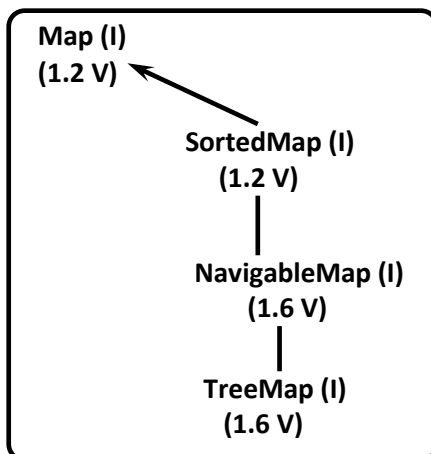 Map (I)
(1.2 V)
SortedMap (I)
(1.2 V)
NavigableMap (I)
(1.6 V)
TreeMap (I)
(1.6 V)